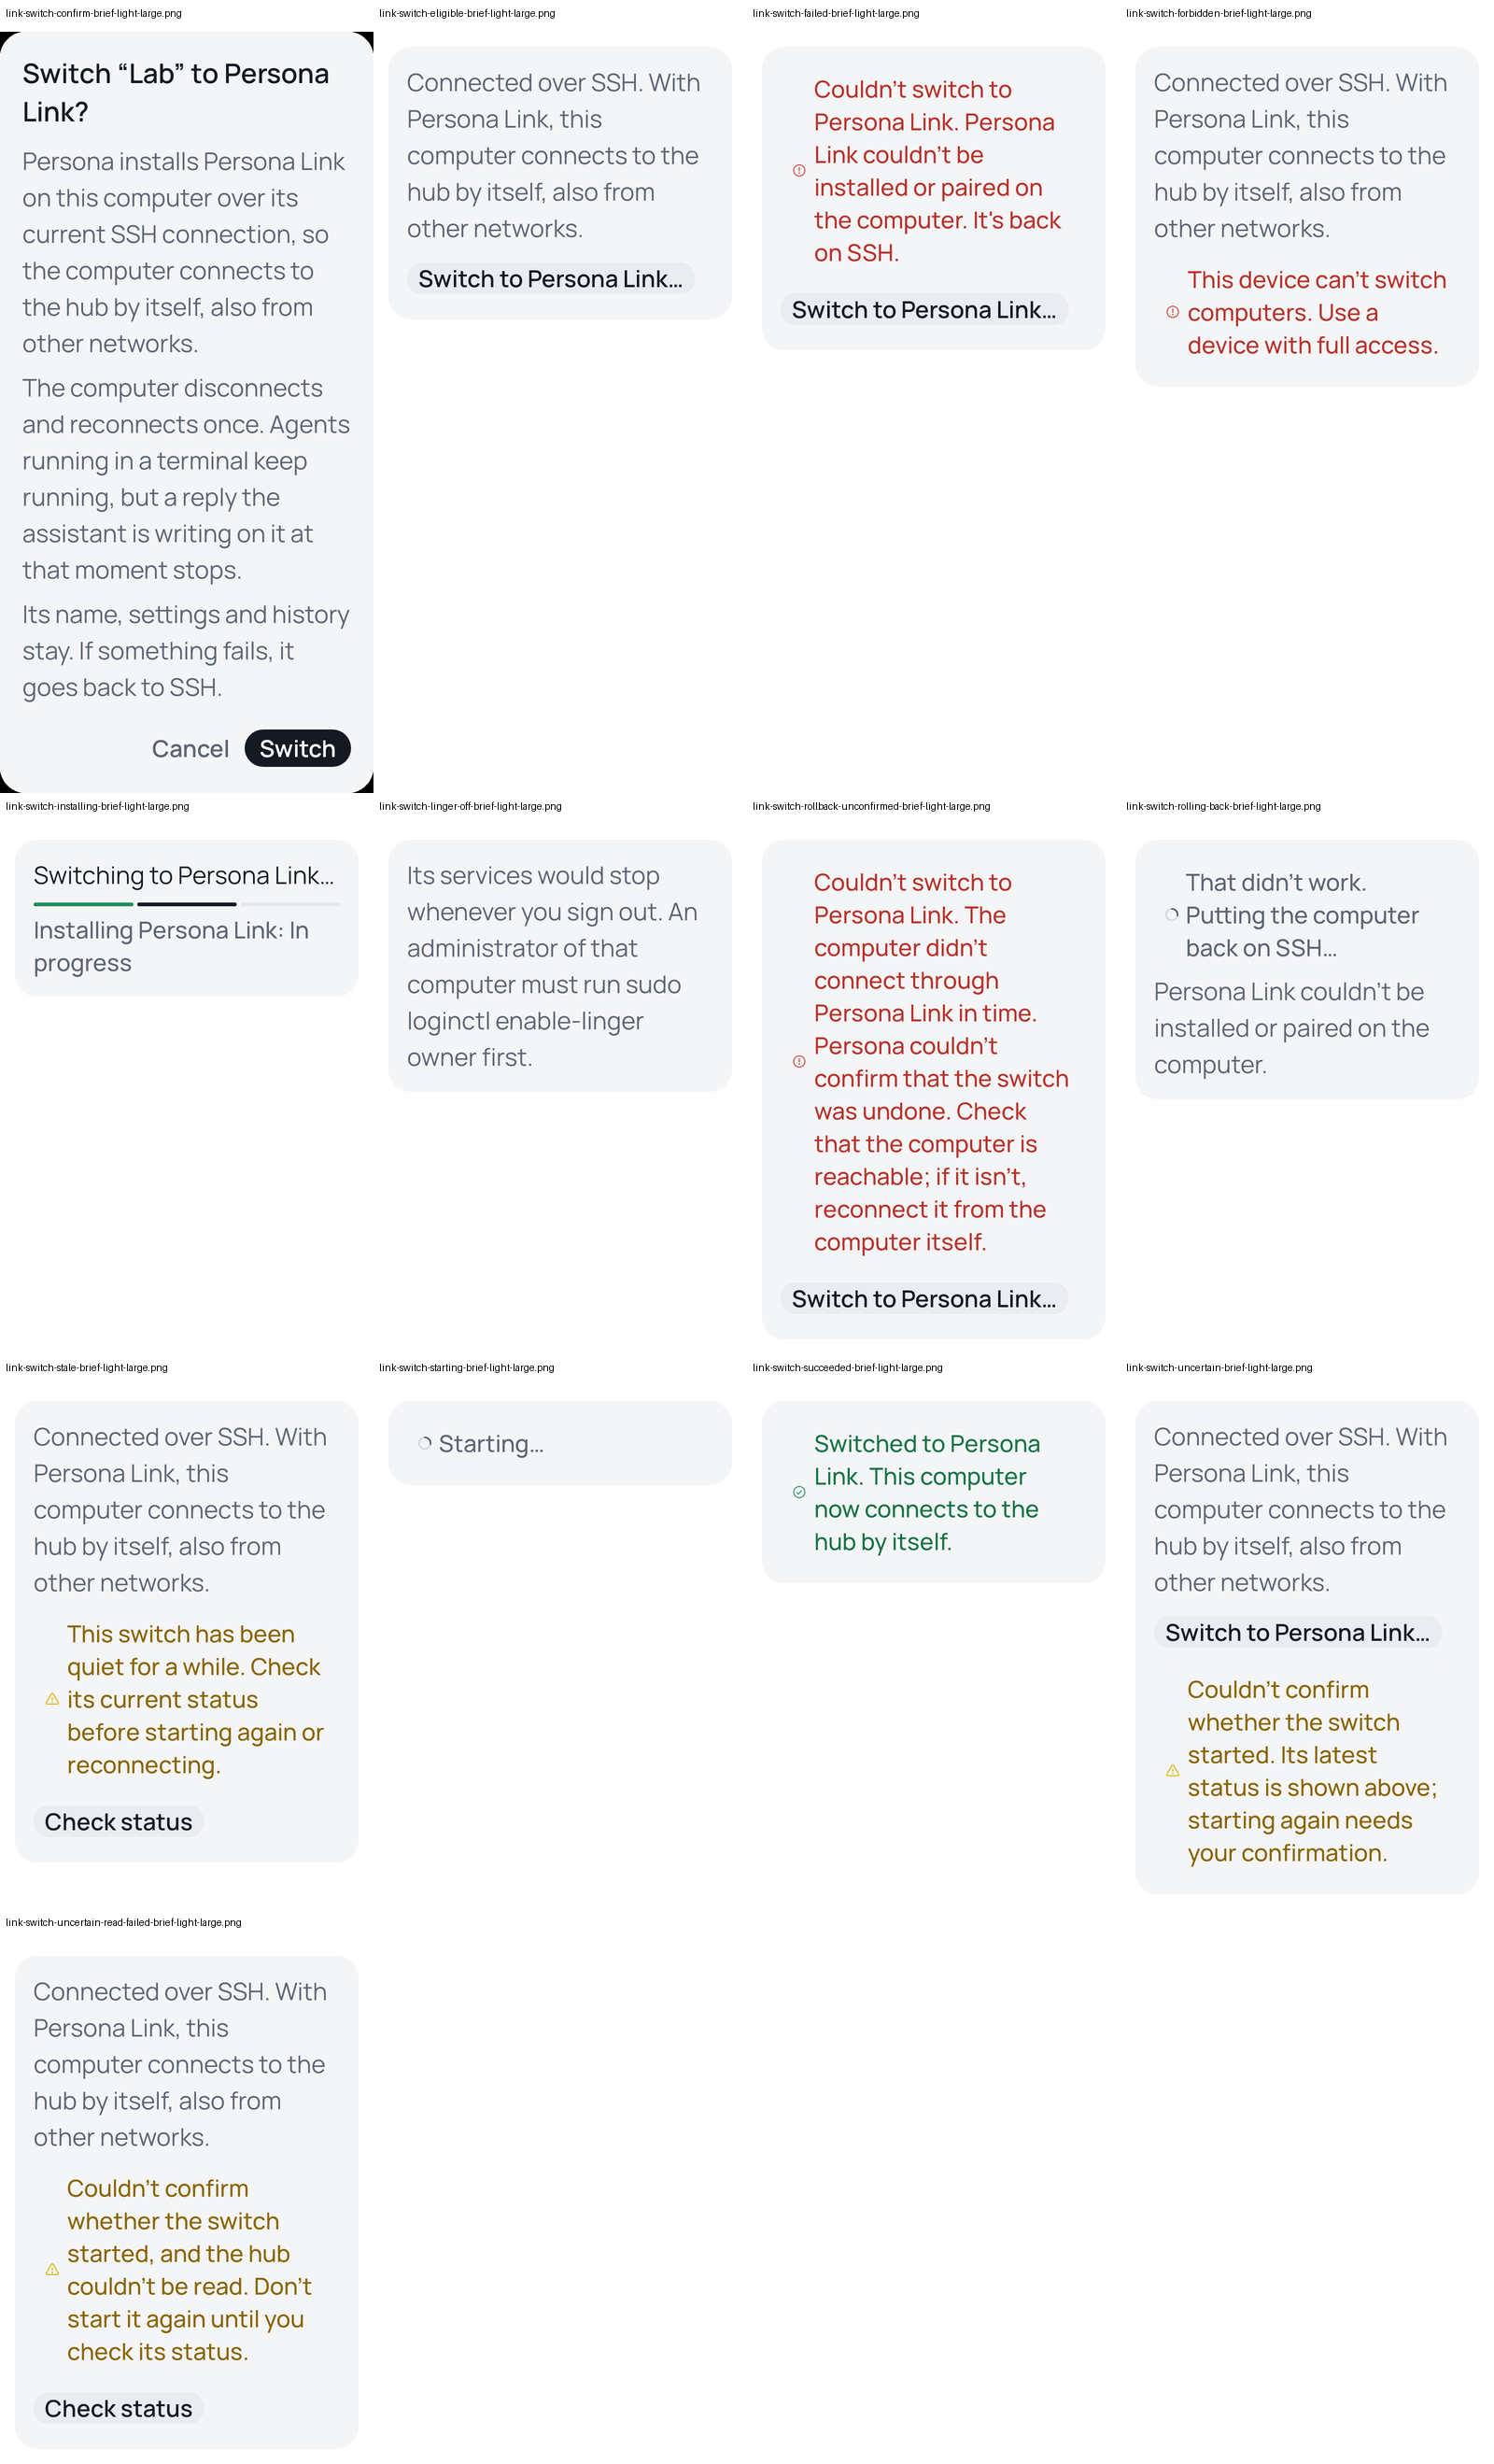 link-switch-confirm-brief-light-large.png
Switch “Lab” to Persona
Link?
Persona installs Persona Link
on this computer over its
current SSH connection, so
the computer connects to
the hub by itself, also from
other networks.
The computer disconnects
and reconnects once. Agents
running in a terminal keep
running, but a reply the
assistant is writing on it at
that moment stops.
Its name, settings and history
stay. If something fails, it
goes back to SSH.
Cancel
Switch
link-switch-eligible-brief-light-large.png
Connected over SSH. With
Persona Link, this
computer connects to the
hub by itself, also from
other networks.
Switch to Persona Link…
link-switch-failed-brief-light-large.png
Couldn’t switch to
Persona Link. Persona
Link couldn’t be
installed or paired on
the computer. It's back
on SSH.
Switch to Persona Link…
link-switch-forbidden-brief-light-large.png
Connected over SSH. With
Persona Link, this
computer connects to the
hub by itself, also from
other networks.
This device can’t switch
computers. Use a
device with full access.
link-switch-installing-brief-light-large.png
Switching to Persona Link…
Installing Persona Link: In
progress
link-switch-linger-off-brief-light-large.png
Its services would stop
whenever you sign out. An
administrator of that
computer must run sudo
loginctl enable-linger
owner first.
link-switch-rollback-unconfirmed-brief-light-large.png
Couldn’t switch to
Persona Link. The
computer didn’t
connect through
Persona Link in time.
Persona couldn’t
confirm that the switch
was undone. Check
that the computer is
reachable; if it isn’t,
reconnect it from the
computer itself.
Switch to Persona Link…
link-switch-rolling-back-brief-light-large.png
That didn’t work.
Putting the computer
back on SSH…
Persona Link couldn’t be
installed or paired on the
computer.
link-switch-stale-brief-light-large.png
Connected over SSH. With
Persona Link, this
computer connects to the
hub by itself, also from
other networks.
This switch has been
quiet for a while. Check
its current status
before starting again or
reconnecting.
Check status
link-switch-starting-brief-light-large.png
Starting…
link-switch-succeeded-brief-light-large.png
Switched to Persona
Link. This computer
now connects to the
hub by itself.
link-switch-uncertain-brief-light-large.png
Connected over SSH. With
Persona Link, this
computer connects to the
hub by itself, also from
other networks.
Switch to Persona Link…
Couldn’t confirm
whether the switch
started. Its latest
status is shown above;
starting again needs
your confirmation.
link-switch-uncertain-read-failed-brief-light-large.png
Connected over SSH. With
Persona Link, this
computer connects to the
hub by itself, also from
other networks.
Couldn’t confirm
whether the switch
started, and the hub
couldn’t be read. Don’t
start it again until you
check its status.
Check status